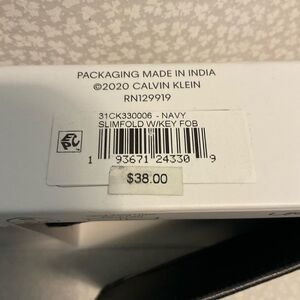 PACKAGING MADE IN INDIA
©2020 CALVIN KLEIN
RN129919
31CK330006 - NAVY
SLIMFOLD W/KEY FOB
EPC
1 93671 24330 9
$38.00